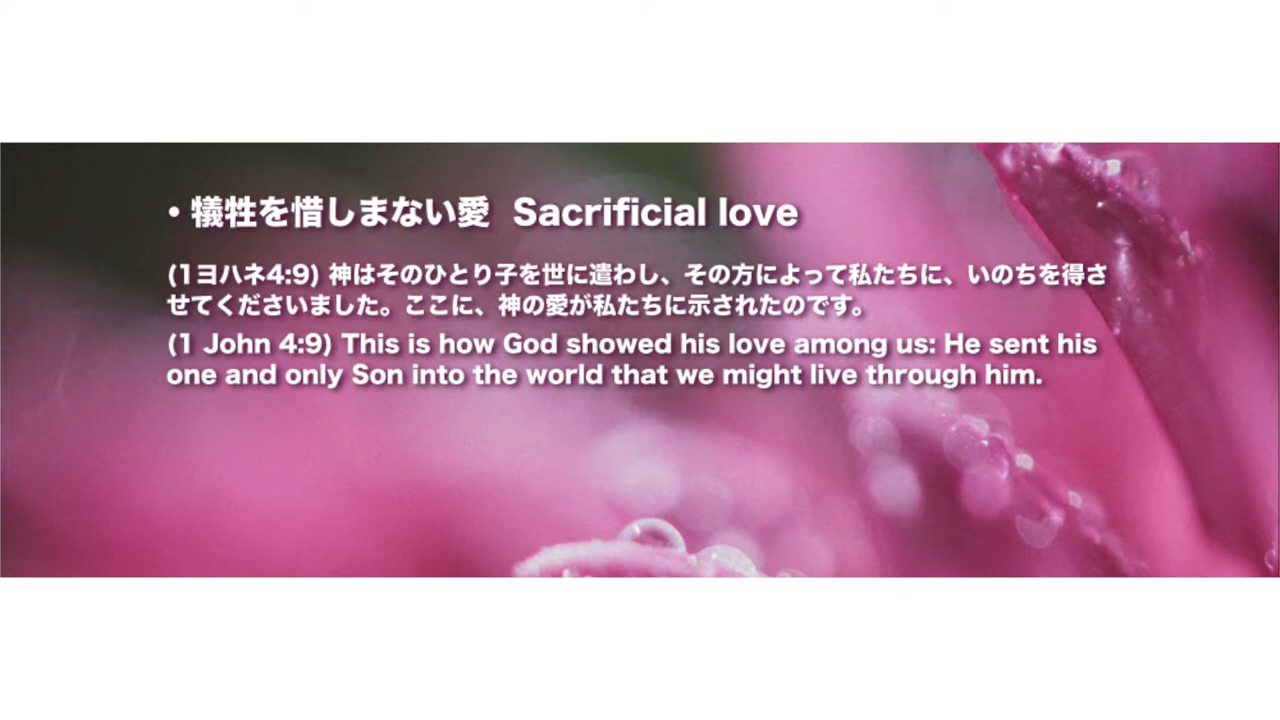 • 犠牲を惜しまない愛 Sacrificial love
(1ヨハネ4:9) 神はそのひとり子を世に遣わし、その方によって私たちに、いのちを得さ
せてくださいました。ここに、神の愛が私たちに示されたのです。
(1 John 4:9) This is how God showed his love among us: He sent his
one and only Son into the world that we might live through him.